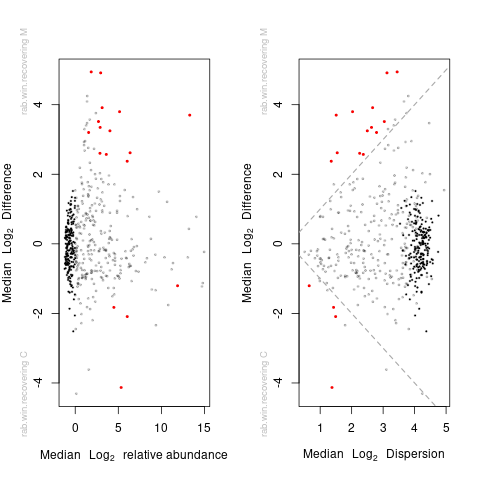 rab.win.recovering M
rab.win.recovering C
Median Log2 Difference
4
2
0
-2
-4
0
5
10
15
Median Log2 relative abundance
rab.win.recovering M
rab.win.recovering C
Median Log2 Difference
4
2
0
-2
-4
1
2
3
4
5
Median Log2 Dispersion